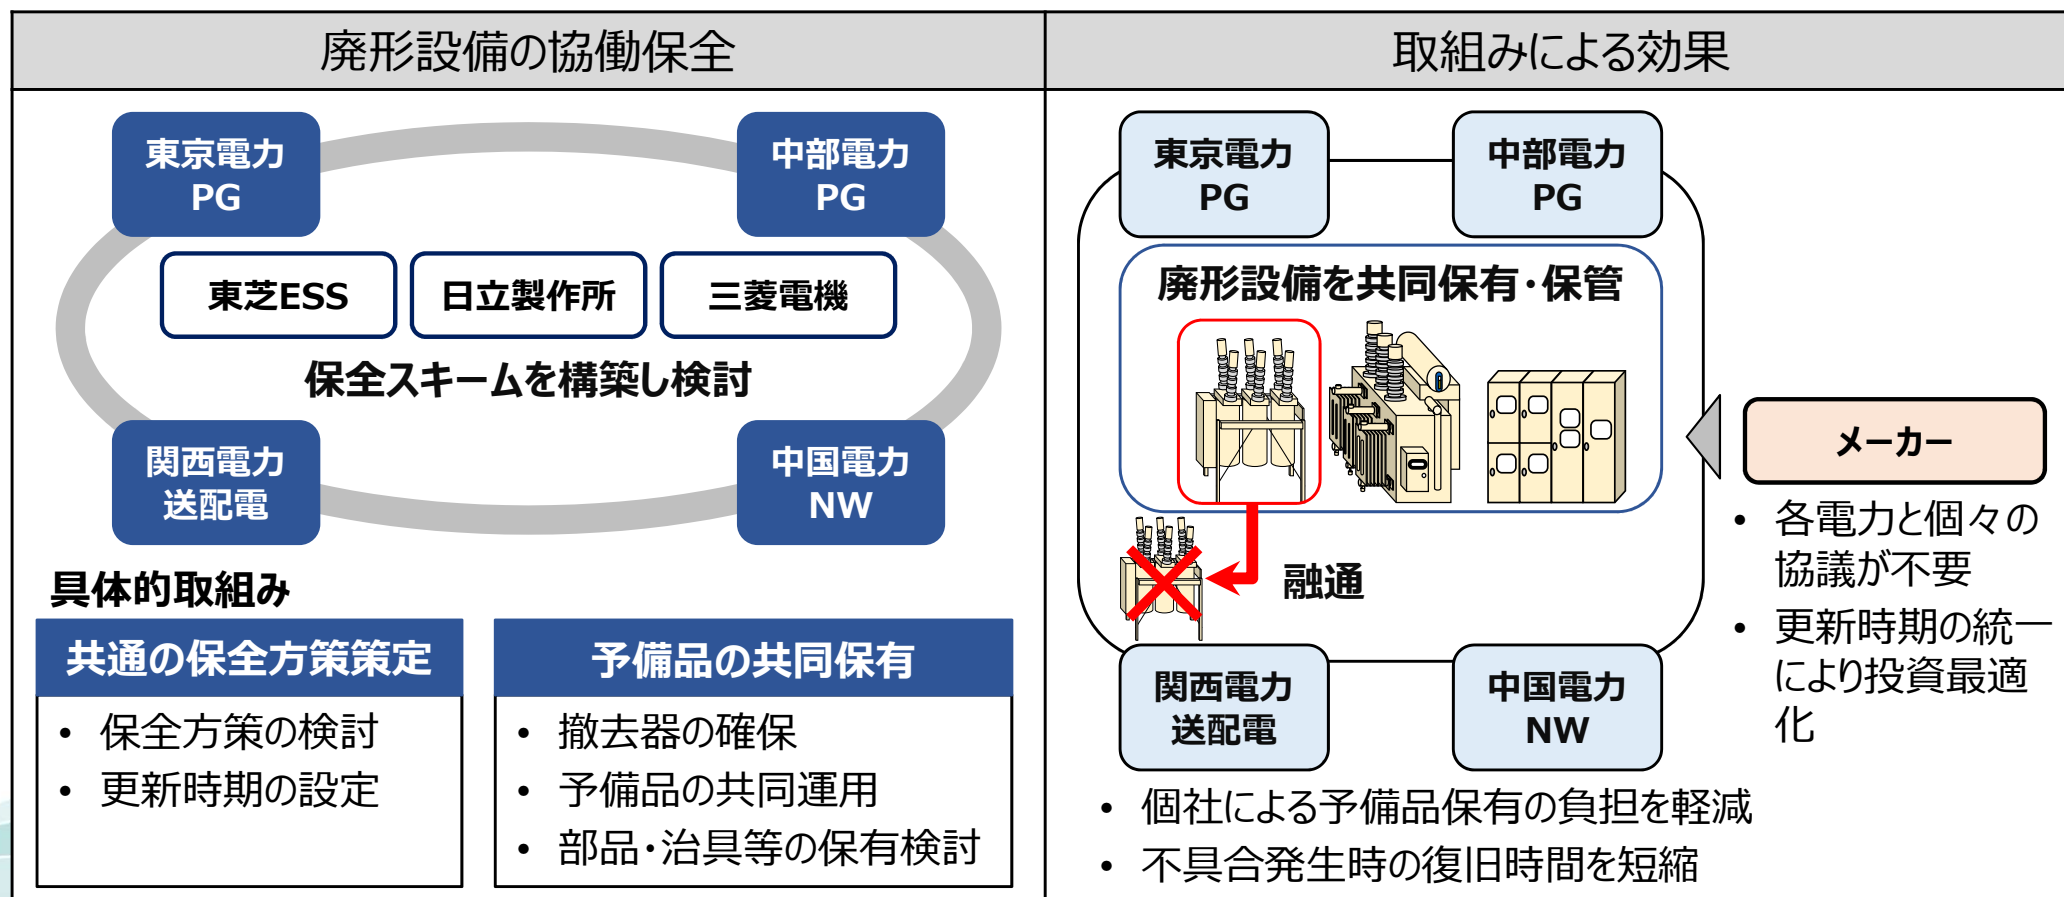 廃形設備の協働保全
東京電力
PG
中部電力
PG
東芝ESS
日立製作所
三菱電機
保全スキームを構築し検討
関西電力
送配電
中国電力
NW
具体的取組み
共通の保全方策策定
• 保全方策の検討
• 更新時期の設定
予備品の共同保有
• 撤去器の確保
• 予備品の共同運用
• 部品・治具等の保有検討
取組みによる効果
東京電力
PG
中部電力
PG
廃形設備を共同保有・保管
融通
関西電力
送配電
中国電力
NW
メーカー
• 各電力と個々の
協議が不要
• 更新時期の統一
により投資最適
化
• 個社による予備品保有の負担を軽減
• 不具合発生時の復旧時間を短縮